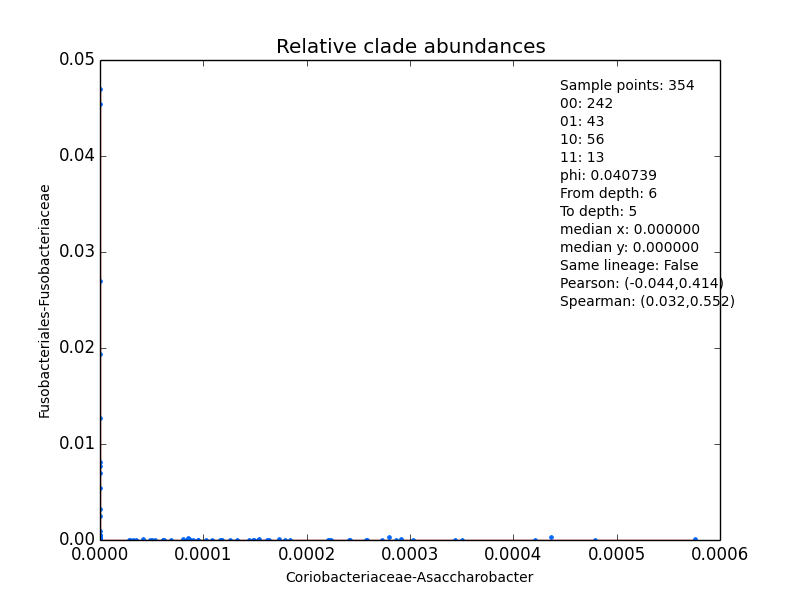 Relative clade abundances
0.05
0.04
0.03
0.02
0.01
0.00
Fusobacteriales-Fusobacteriaceae
Sample points: 354
00: 242
01: 43
10: 56
11: 13
phi: 0.040739
From depth: 6
To depth: 5
median x: 0.000000
median y: 0.000000
Same lineage: False
Pearson: (-0.044,0.414)
Spearman: (0.032,0.552)
0.0000 0.0001 0.0002 0.0003 0.0004 0.0005 0.0006
Coriobacteriaceae-Asaccharobacter